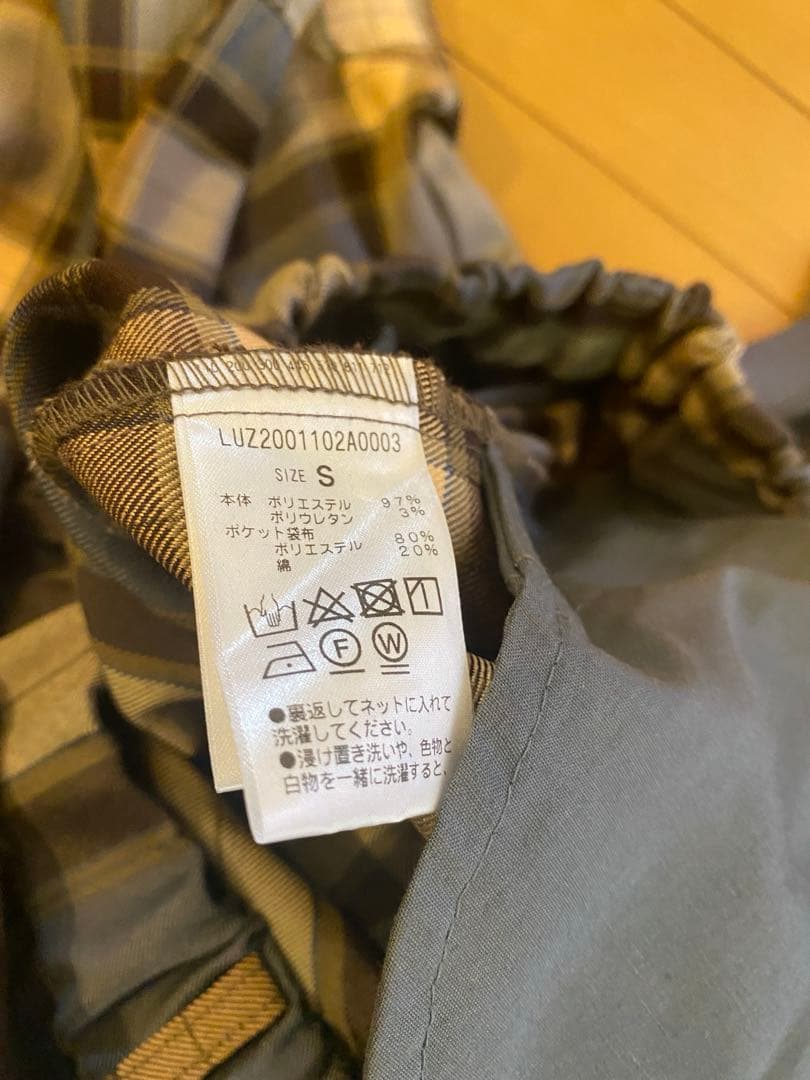 LUZ2001102A0003
SIZE S
本体 ポリエステル 97%
ポリウレタン 3%
ポケット袋布
ポリエステル 80%
綿 20%
F W
●裏返してネットに入れて
洗濯してください。
●浸け置き洗いや、色物と
白物を一緒に洗濯すると、